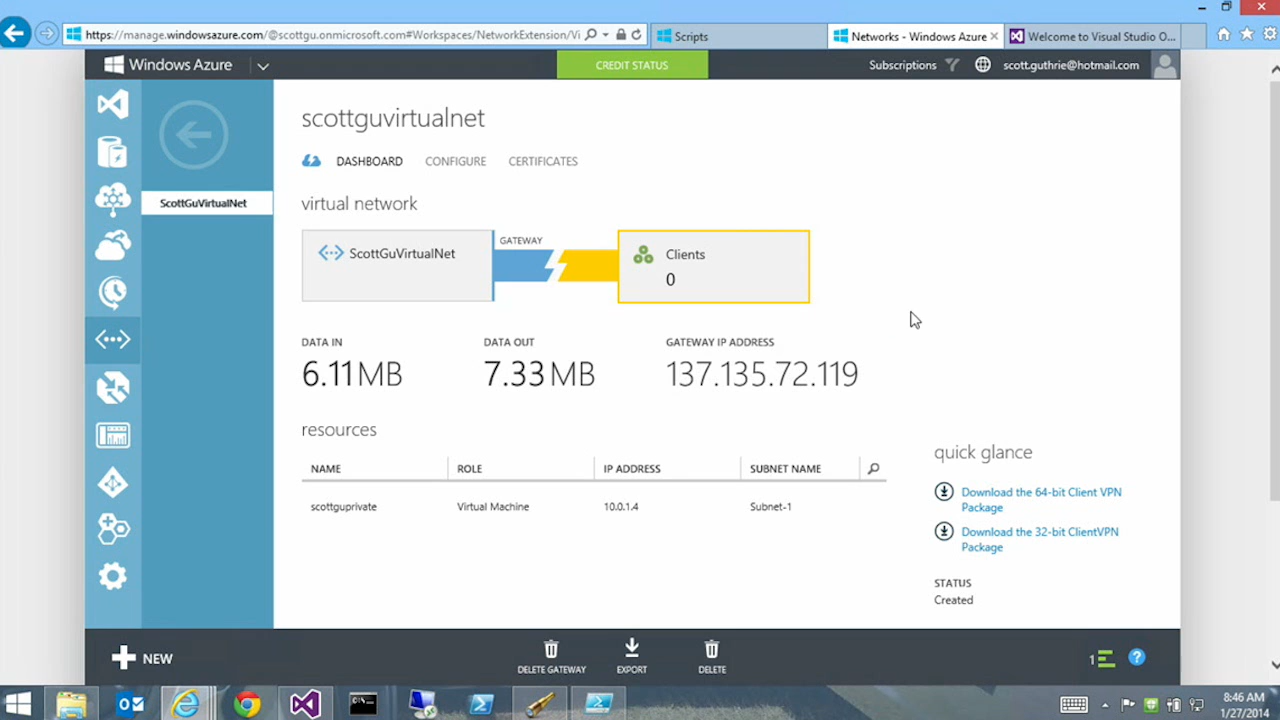 https://manage.windowsazure.com/@scottgu.onmicrosoft.com#Workspaces/NetworkExtension/Vi
Scripts
Networks - Windows Azure
Welcome to Visual Studio O...
Windows Azure
CREDIT STATUS
Subscriptions
scott.guthrie@hotmail.com
ScottGuVirtualNet
scottguvirtualnet
DASHBOARD CONFIGURE CERTIFICATES
virtual network
ScottGuVirtualNet
GATEWAY
Clients
0
DATA IN DATA OUT GATEWAY IP ADDRESS
6.11 MB 7.33 MB 137.135.72.119
resources
NAME ROLE IP ADDRESS SUBNET NAME
scottguprivate Virtual Machine 10.0.1.4 Subnet-1
quick glance
Download the 64-bit Client VPN
Package
Download the 32-bit ClientVPN
Package
STATUS
Created
NEW
DELETE GATEWAY
EXPORT
DELETE
1
8:46 AM
1/27/2014